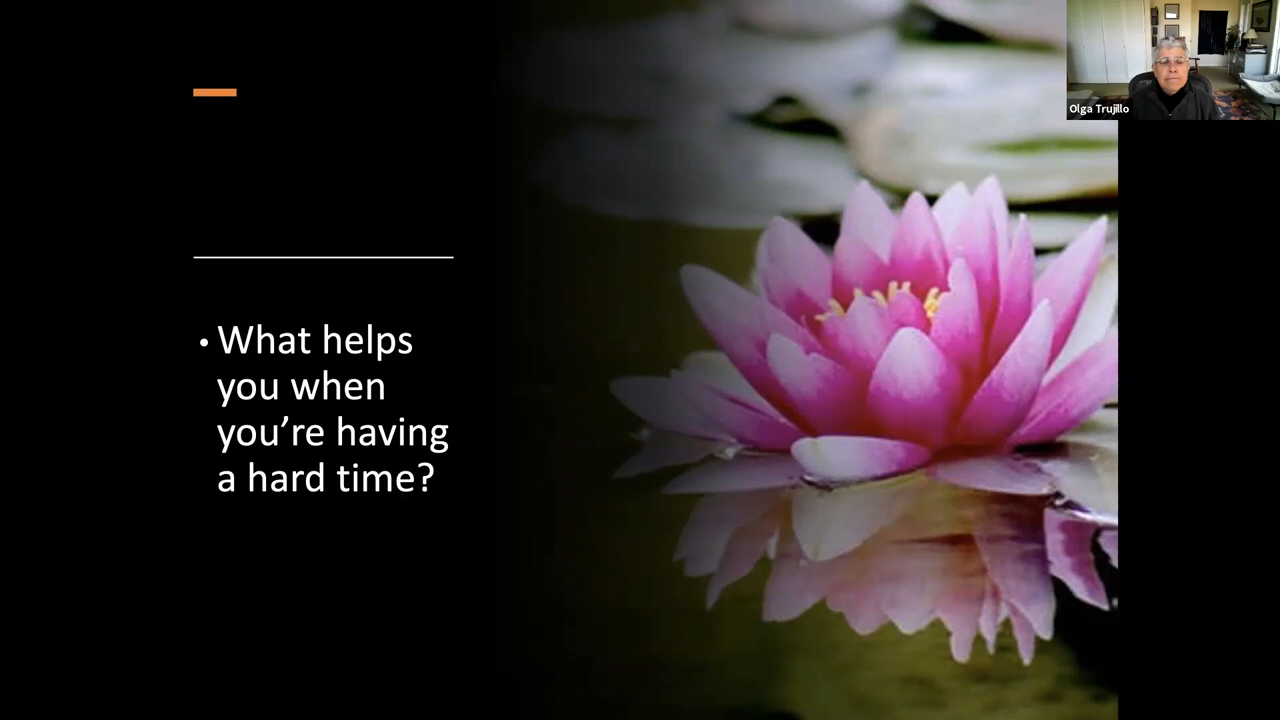 Olga Trujillo
• What helps
you when
you’re having
a hard time?